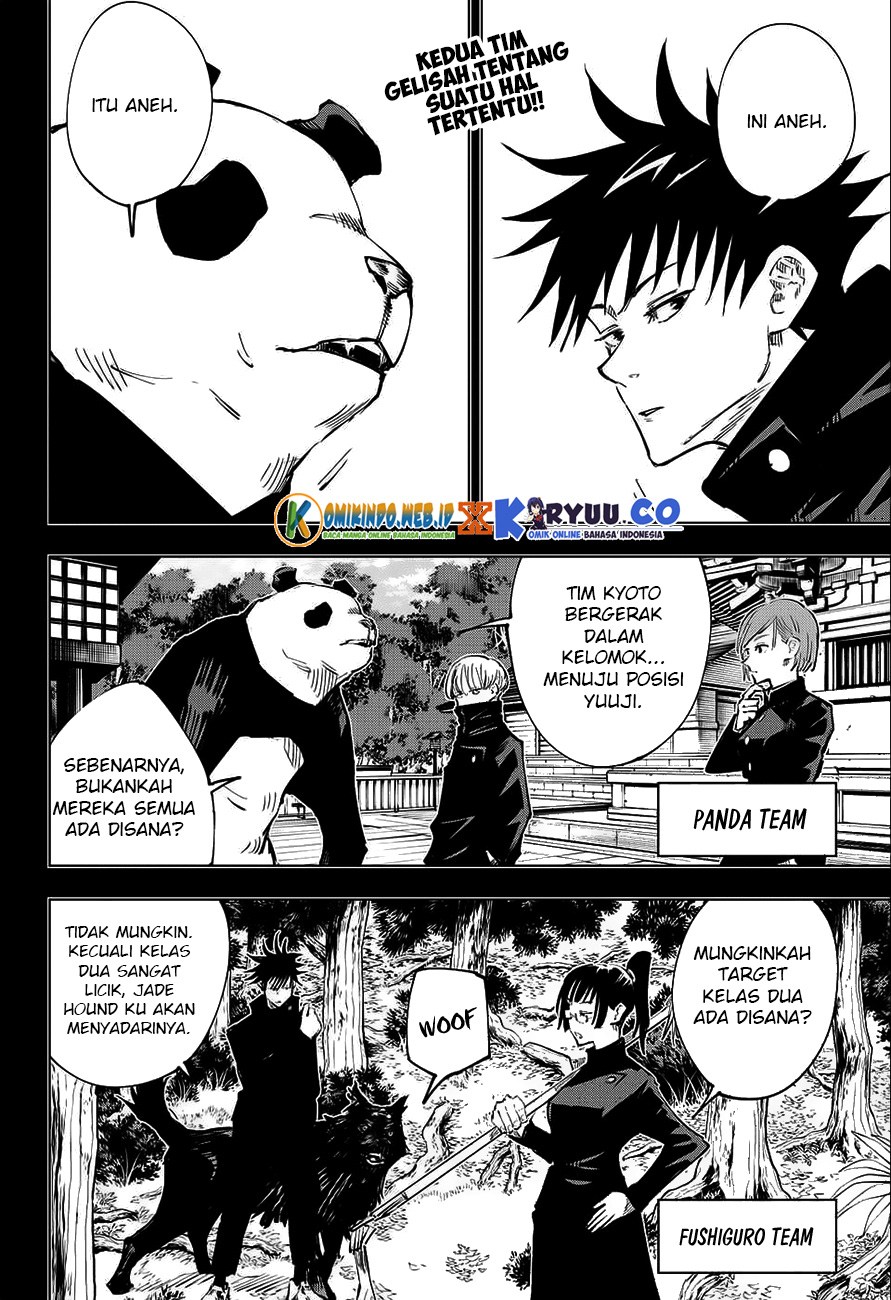 INI ANEH.
KEDUA TIM
GELISAH TENTANG
SUATU HAL
TERTENTU!!
ITU ANEH.
KOMIKINDO.WEB.ID
BACA MANGA ONLINE BAHASA INDONESIA
X
KIRYUU.CO
OMIK ONLINE BAHASA INDONESIA
TIM KYOTO
BERGERAK
DALAM
KELOMOK...
MENUJU POSISI
YUUJI.
SEBENARNYA,
BUKANKAH
MEREKA SEMUA
ADA DISANA?
PANDA TEAM
MUNGKINKAH
TARGET
KELAS DUA
ADA DISANA?
WOOF
TIDAK MUNGKIN.
KECUALI KELAS
DUA SANGAT
LICIK, JADE
HOUND KU AKAN
MENYADARINYA.
FUSHIGURO TEAM